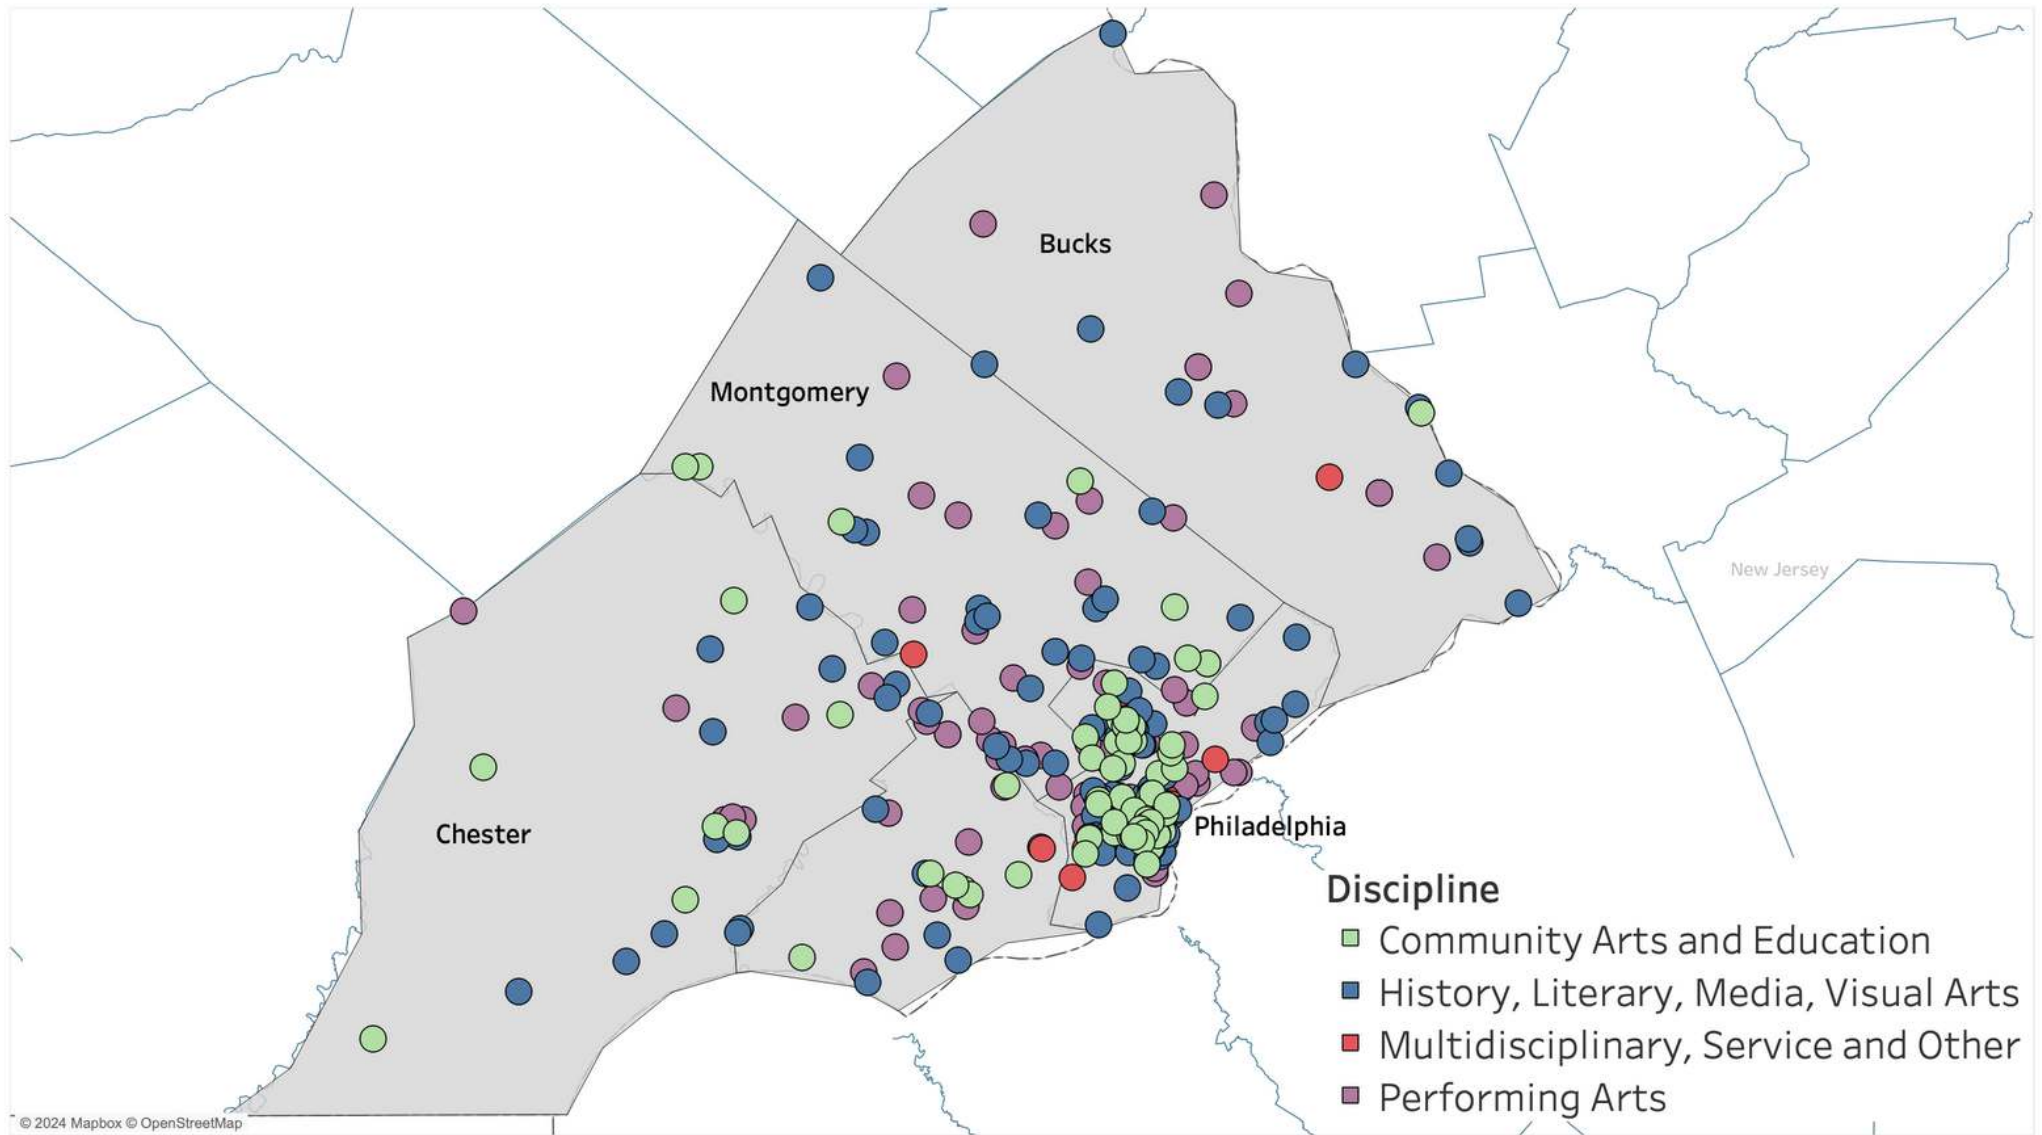 Bucks
Montgomery
New Jersey
Chester
Philadelphia
Discipline
Community Arts and Education
History, Literary, Media, Visual Arts
Multidisciplinary, Service and Other
Performing Arts
© 2024 Mapbox © OpenStreetMap